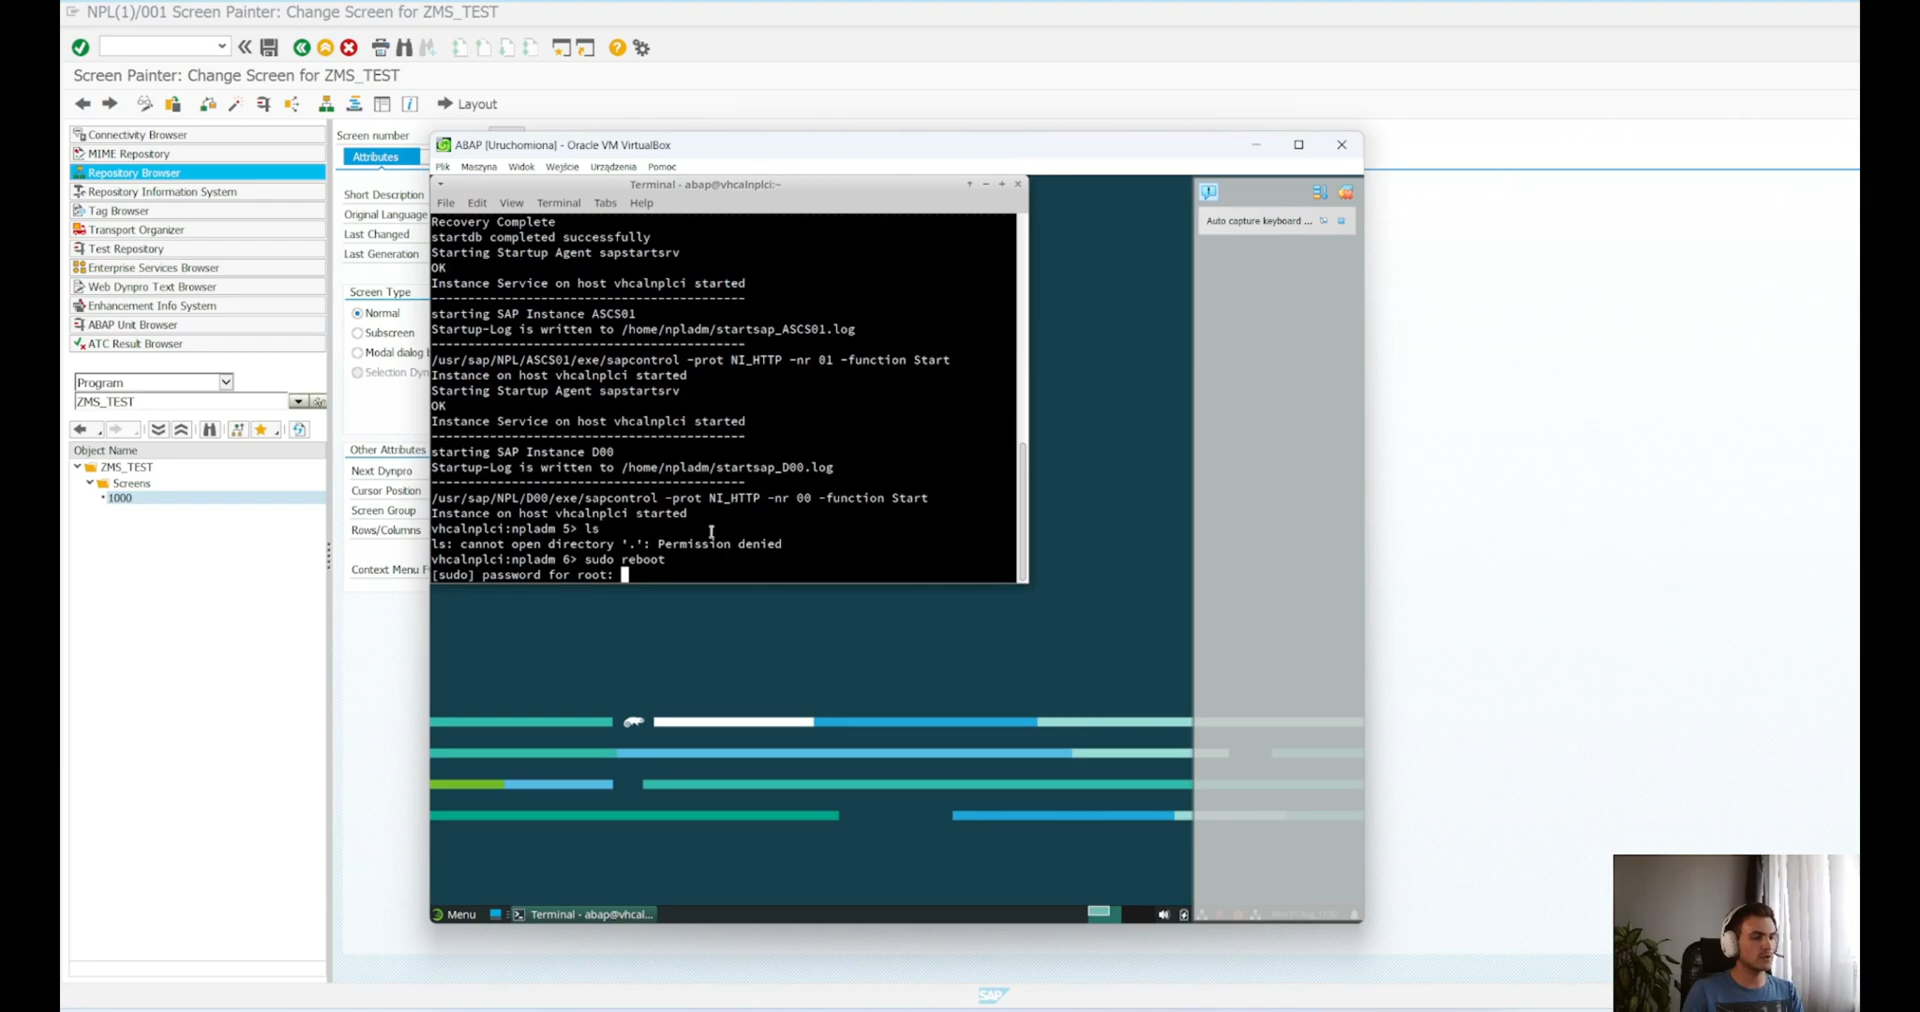 NPL(1)/001 Screen Painter: Change Screen for ZMS_TEST
Screen Painter: Change Screen for ZMS_TEST
Layout
Connectivity Browser
MIME Repository
Repository Browser
Repository Information System
Tag Browser
Transport Organizer
Test Repository
Enterprise Services Browser
Web Dynpro Text Browser
Enhancement Info System
ABAP Unit Browser
ATC Result Browser
Program
ZMS_TEST
Object Name
ZMS_TEST
Screens
1000
Screen number
Attributes
Short Description
Original Language
Last Changed
Last Generation
Screen Type
Normal
Subscreen
Modal dialog
Selection Dyn
Other Attributes
Next Dynpro
Cursor Position
Screen Group
Rows/Columns
Context Menu F
ABAP [Uruchomiona] - Oracle VM VirtualBox
Plik Maszyna Widok Wejście Urządzenia Pomoc
Terminal - abap@vhcalnplci:~
File Edit View Terminal Tabs Help
Recovery Complete
startdb completed successfully
Starting Startup Agent sapstartsrv
OK
Instance Service on host vhcalnplci started
-------------------------------------------
starting SAP Instance ASCS01
Startup-Log is written to /home/npladm/startsap_ASCS01.log
-------------------------------------------
/usr/sap/NPL/ASCS01/exe/sapcontrol -prot NI_HTTP -nr 01 -function Start
Instance on host vhcalnplci started
Starting Startup Agent sapstartsrv
OK
Instance Service on host vhcalnplci started
-------------------------------------------
starting SAP Instance D00
Startup-Log is written to /home/npladm/startsap_D00.log
-------------------------------------------
/usr/sap/NPL/D00/exe/sapcontrol -prot NI_HTTP -nr 00 -function Start
Instance on host vhcalnplci started
vhcalnplci:npladm 5> ls
ls: cannot open directory '.': Permission denied
vhcalnplci:npladm 6> sudo reboot
[sudo] password for root:
Auto capture keyboard ...
Menu
Terminal - abap@vhcal...
SAP